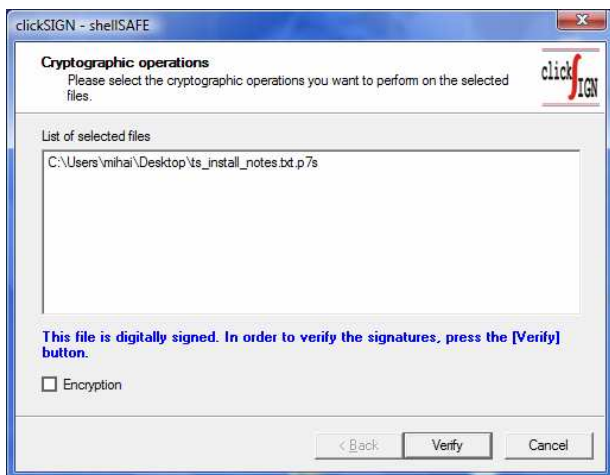 clickSIGN - shellSAFE
Cryptographic operations
Please select the cryptographic operations you want to perform on the selected
files.
click SIGN
List of selected files
C:\Users\mihai\Desktop\ts_install_notes.txt.p7s
This file is digitally signed. In order to verify the signatures, press the [Verify]
button.
Encryption
< Back Verify Cancel